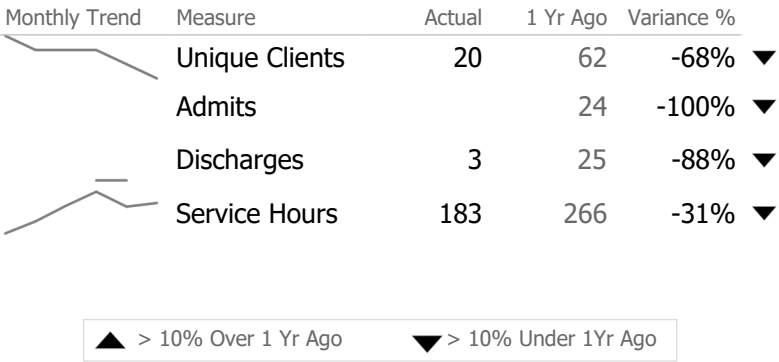 Monthly Trend Measure Actual 1 Yr Ago Variance %
Unique Clients 20 62 -68% ▼
Admits 24 -100% ▼
Discharges 3 25 -88% ▼
Service Hours 183 266 -31% ▼
▲ > 10% Over 1 Yr Ago ▼ > 10% Under 1Yr Ago